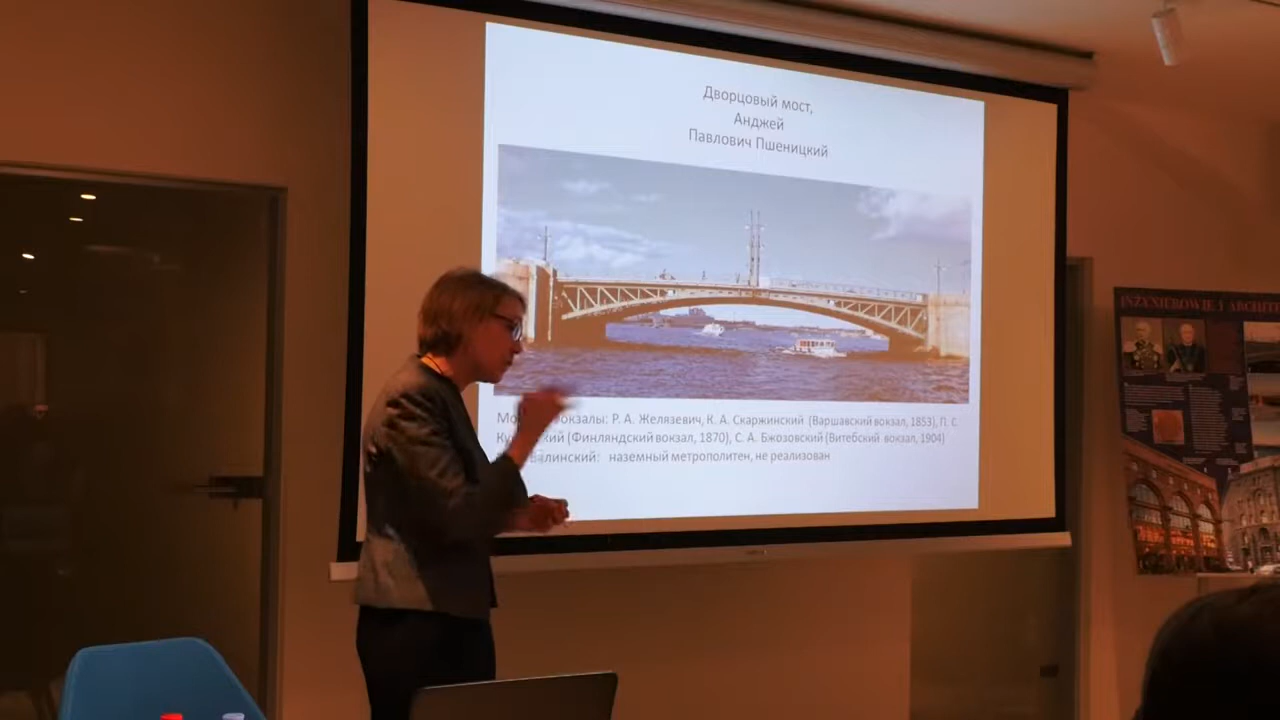 Дворцовый мост,
Анджей
Павлович Пшеницкий
Р. А. Желязевич, К. А. Скаржинский (Варшавский вокзал, 1853), П. С.
(Финляндский вокзал, 1870), С. А. Бжозовский (Витебский вокзал, 1904)
наземный метрополитен, не реализован
INŻYNIEROWIE I